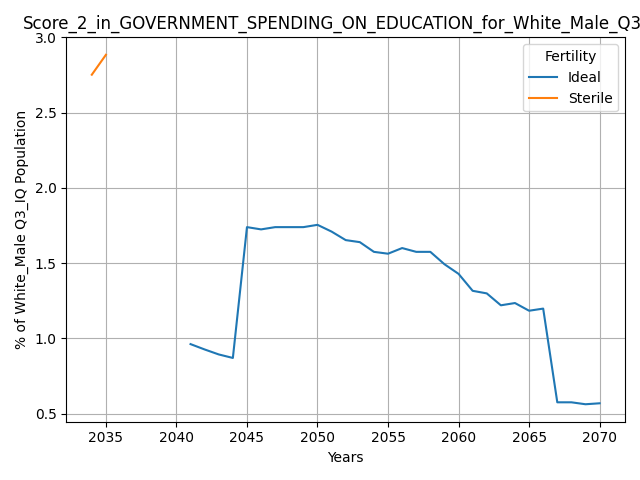 Score_2_in_GOVERNMENT_SPENDING_ON_EDUCATION_for_White_Male_Q3
3.0
2.5
2.0
1.5
1.0
0.5
% of White_Male Q3_IQ Population
Fertility
Ideal
Sterile
2035 2040 2045 2050 2055 2060 2065 2070
Years